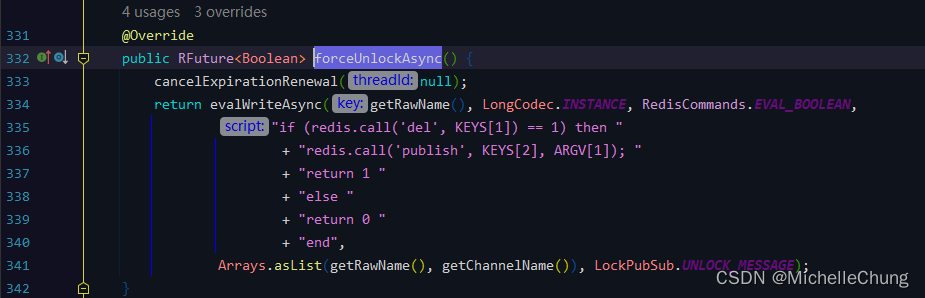 4 usages 3 overrides
331 @Override
332 public RFuture<Boolean> forceUnlockAsync() {
333 cancelExpirationRenewal( threadId: null);
334 return evalWriteAsync( key: getRawName(), LongCodec.INSTANCE, RedisCommands.EVAL_BOOLEAN,
335 script: "if (redis.call('del', KEYS[1]) == 1) then "
336 + "redis.call('publish', KEYS[2], ARGV[1]); "
337 + "return 1 "
338 + "else "
339 + "return 0 "
340 + "end",
341 Arrays.asList(getRawName(), getChannelName()), LockPubSub.UNLOCK_MESSAGE);
342 }
CSDN @MichelleChung